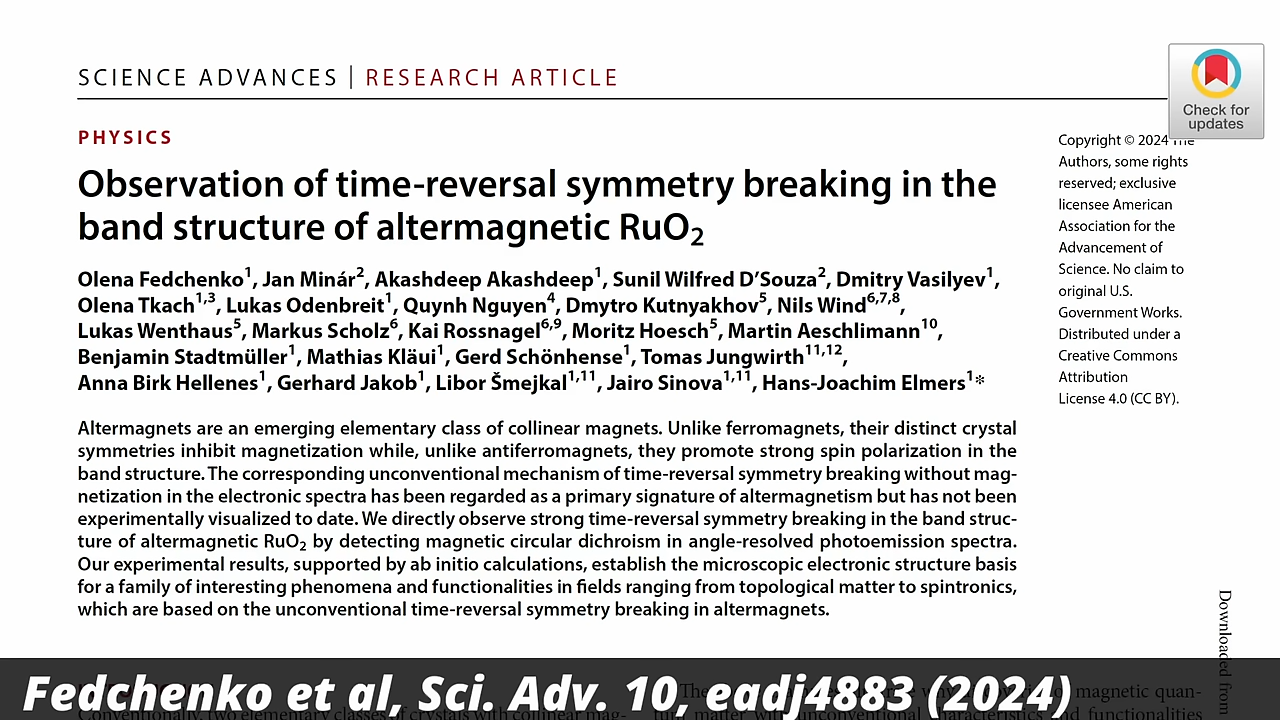 SCIENCE ADVANCES | RESEARCH ARTICLE
Check for
updates
PHYSICS
Observation of time-reversal symmetry breaking in the
band structure of altermagnetic RuO₂
Olena Fedchenko¹, Jan Minár², Akashdeep Akashdeep¹, Sunil Wilfred D’Souza², Dmitry Vasilyev¹,
Olena Tkach¹,³, Lukas Odenbreit¹, Quynh Nguyen⁴, Dmytro Kutnyakhov⁵, Nils Wind⁶,⁷,⁸,
Lukas Wenthaus⁵, Markus Scholz⁶, Kai Rossnagel⁶,⁹, Moritz Hoesch⁵, Martin Aeschlimann¹⁰,
Benjamin Stadtmüller¹, Mathias Kläui¹, Gerd Schönhense¹, Tomas Jungwirth¹¹,¹²,
Anna Birk Hellenes¹, Gerhard Jakob¹, Libor Šmejkal¹,¹¹, Jairo Sinova¹,¹¹, Hans-Joachim Elmers¹*
Altermagnets are an emerging elementary class of collinear magnets. Unlike ferromagnets, their distinct crystal
symmetries inhibit magnetization while, unlike antiferromagnets, they promote strong spin polarization in the
band structure. The corresponding unconventional mechanism of time-reversal symmetry breaking without mag-
netization in the electronic spectra has been regarded as a primary signature of altermagnetism but has not been
experimentally visualized to date. We directly observe strong time-reversal symmetry breaking in the band struc-
ture of altermagnetic RuO₂ by detecting magnetic circular dichroism in angle-resolved photoemission spectra.
Our experimental results, supported by ab initio calculations, establish the microscopic electronic structure basis
for a family of interesting phenomena and functionalities in fields ranging from topological matter to spintronics,
which are based on the unconventional time-reversal symmetry breaking in altermagnets.
Copyright © 2024 The
Authors, some rights
reserved; exclusive
licensee American
Association for the
Advancement of
Science. No claim to
original U.S.
Government Works.
Distributed under a
Creative Commons
Attribution
License 4.0 (CC BY).
Downloaded from
Fedchenko et al, Sci. Adv. 10, eadj4883 (2024)
magnetic quan-